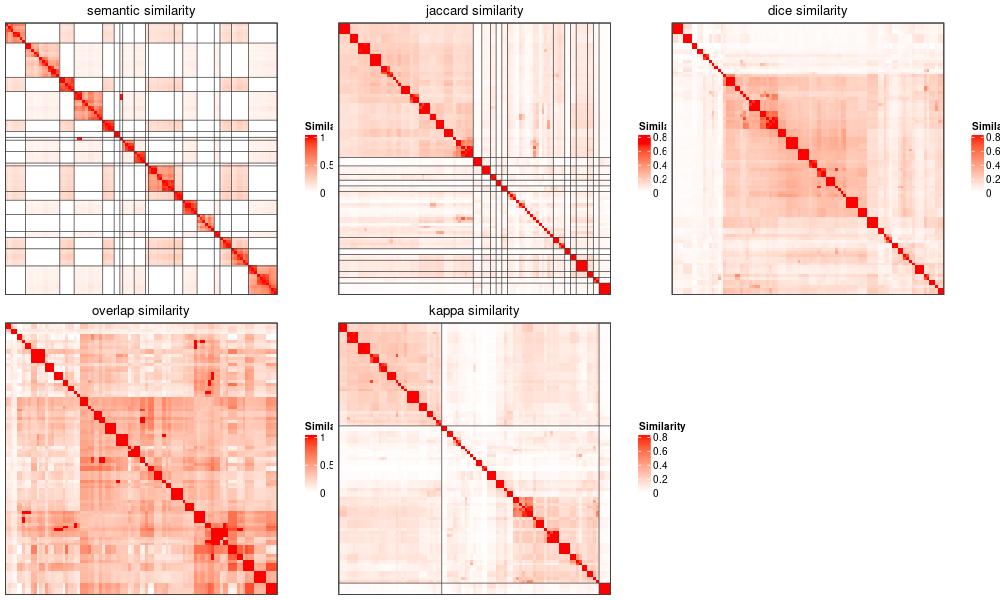 semantic similarity
Simila
1
0.5
0
jaccard similarity
Simila
0.8
0.6
0.4
0.2
0
dice similarity
Simila
0.8
0.6
0.4
0.2
0
overlap similarity
Simila
1
0.5
0
kappa similarity
Similarity
0.8
0.6
0.4
0.2
0